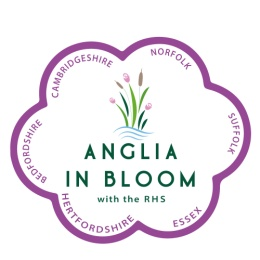 CAMBRIDGESHIRE
NORFOLK
SUFFOLK
ESSEX
HERTFORDSHIRE
BEDFORDSHIRE
ANGLIA
IN BLOOM
with the RHS